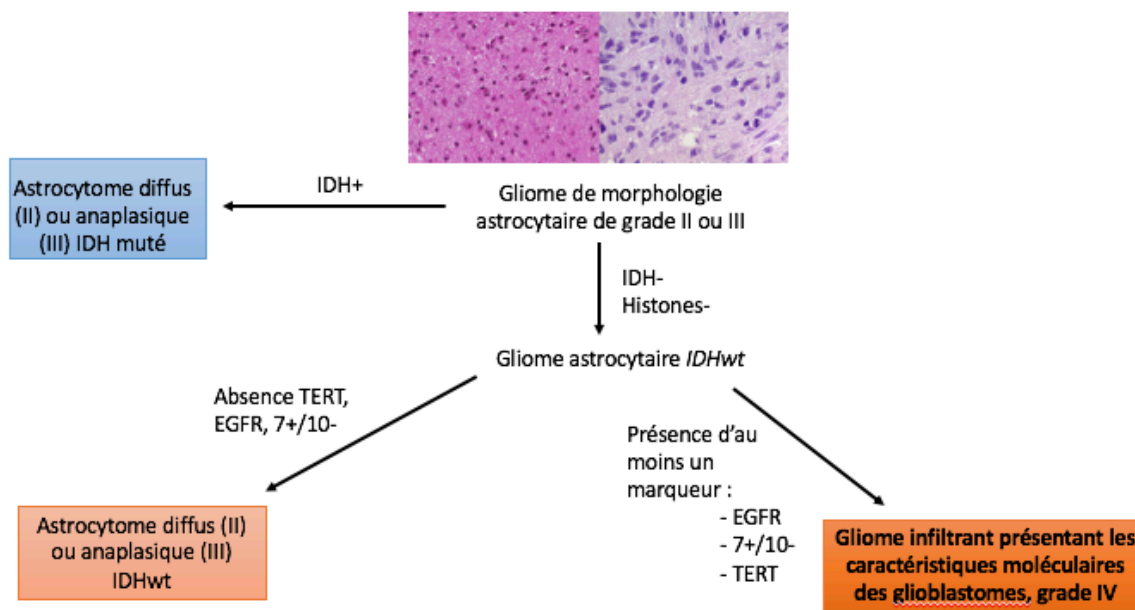 Gliome de morphologie
astrocytaire de grade II ou III
IDH+
Astrocytome diffus
(II) ou anaplasique
(III) IDH muté
IDH-
Histones-
Gliome astrocytaire IDHwt
Absence TERT,
EGFR, 7+/10-
Présence d'au
moins un
marqueur :
- EGFR
- 7+/10-
- TERT
Astrocytome diffus (II)
ou anaplasique (III)
IDHwt
Gliome infiltrant présentant les
caractéristiques moléculaires
des glioblastomes, grade IV